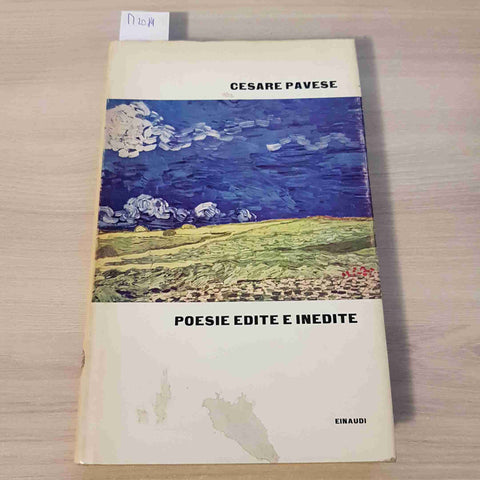 CESARE PAVESE
POESIE EDITE E INEDITE
EINAUDI